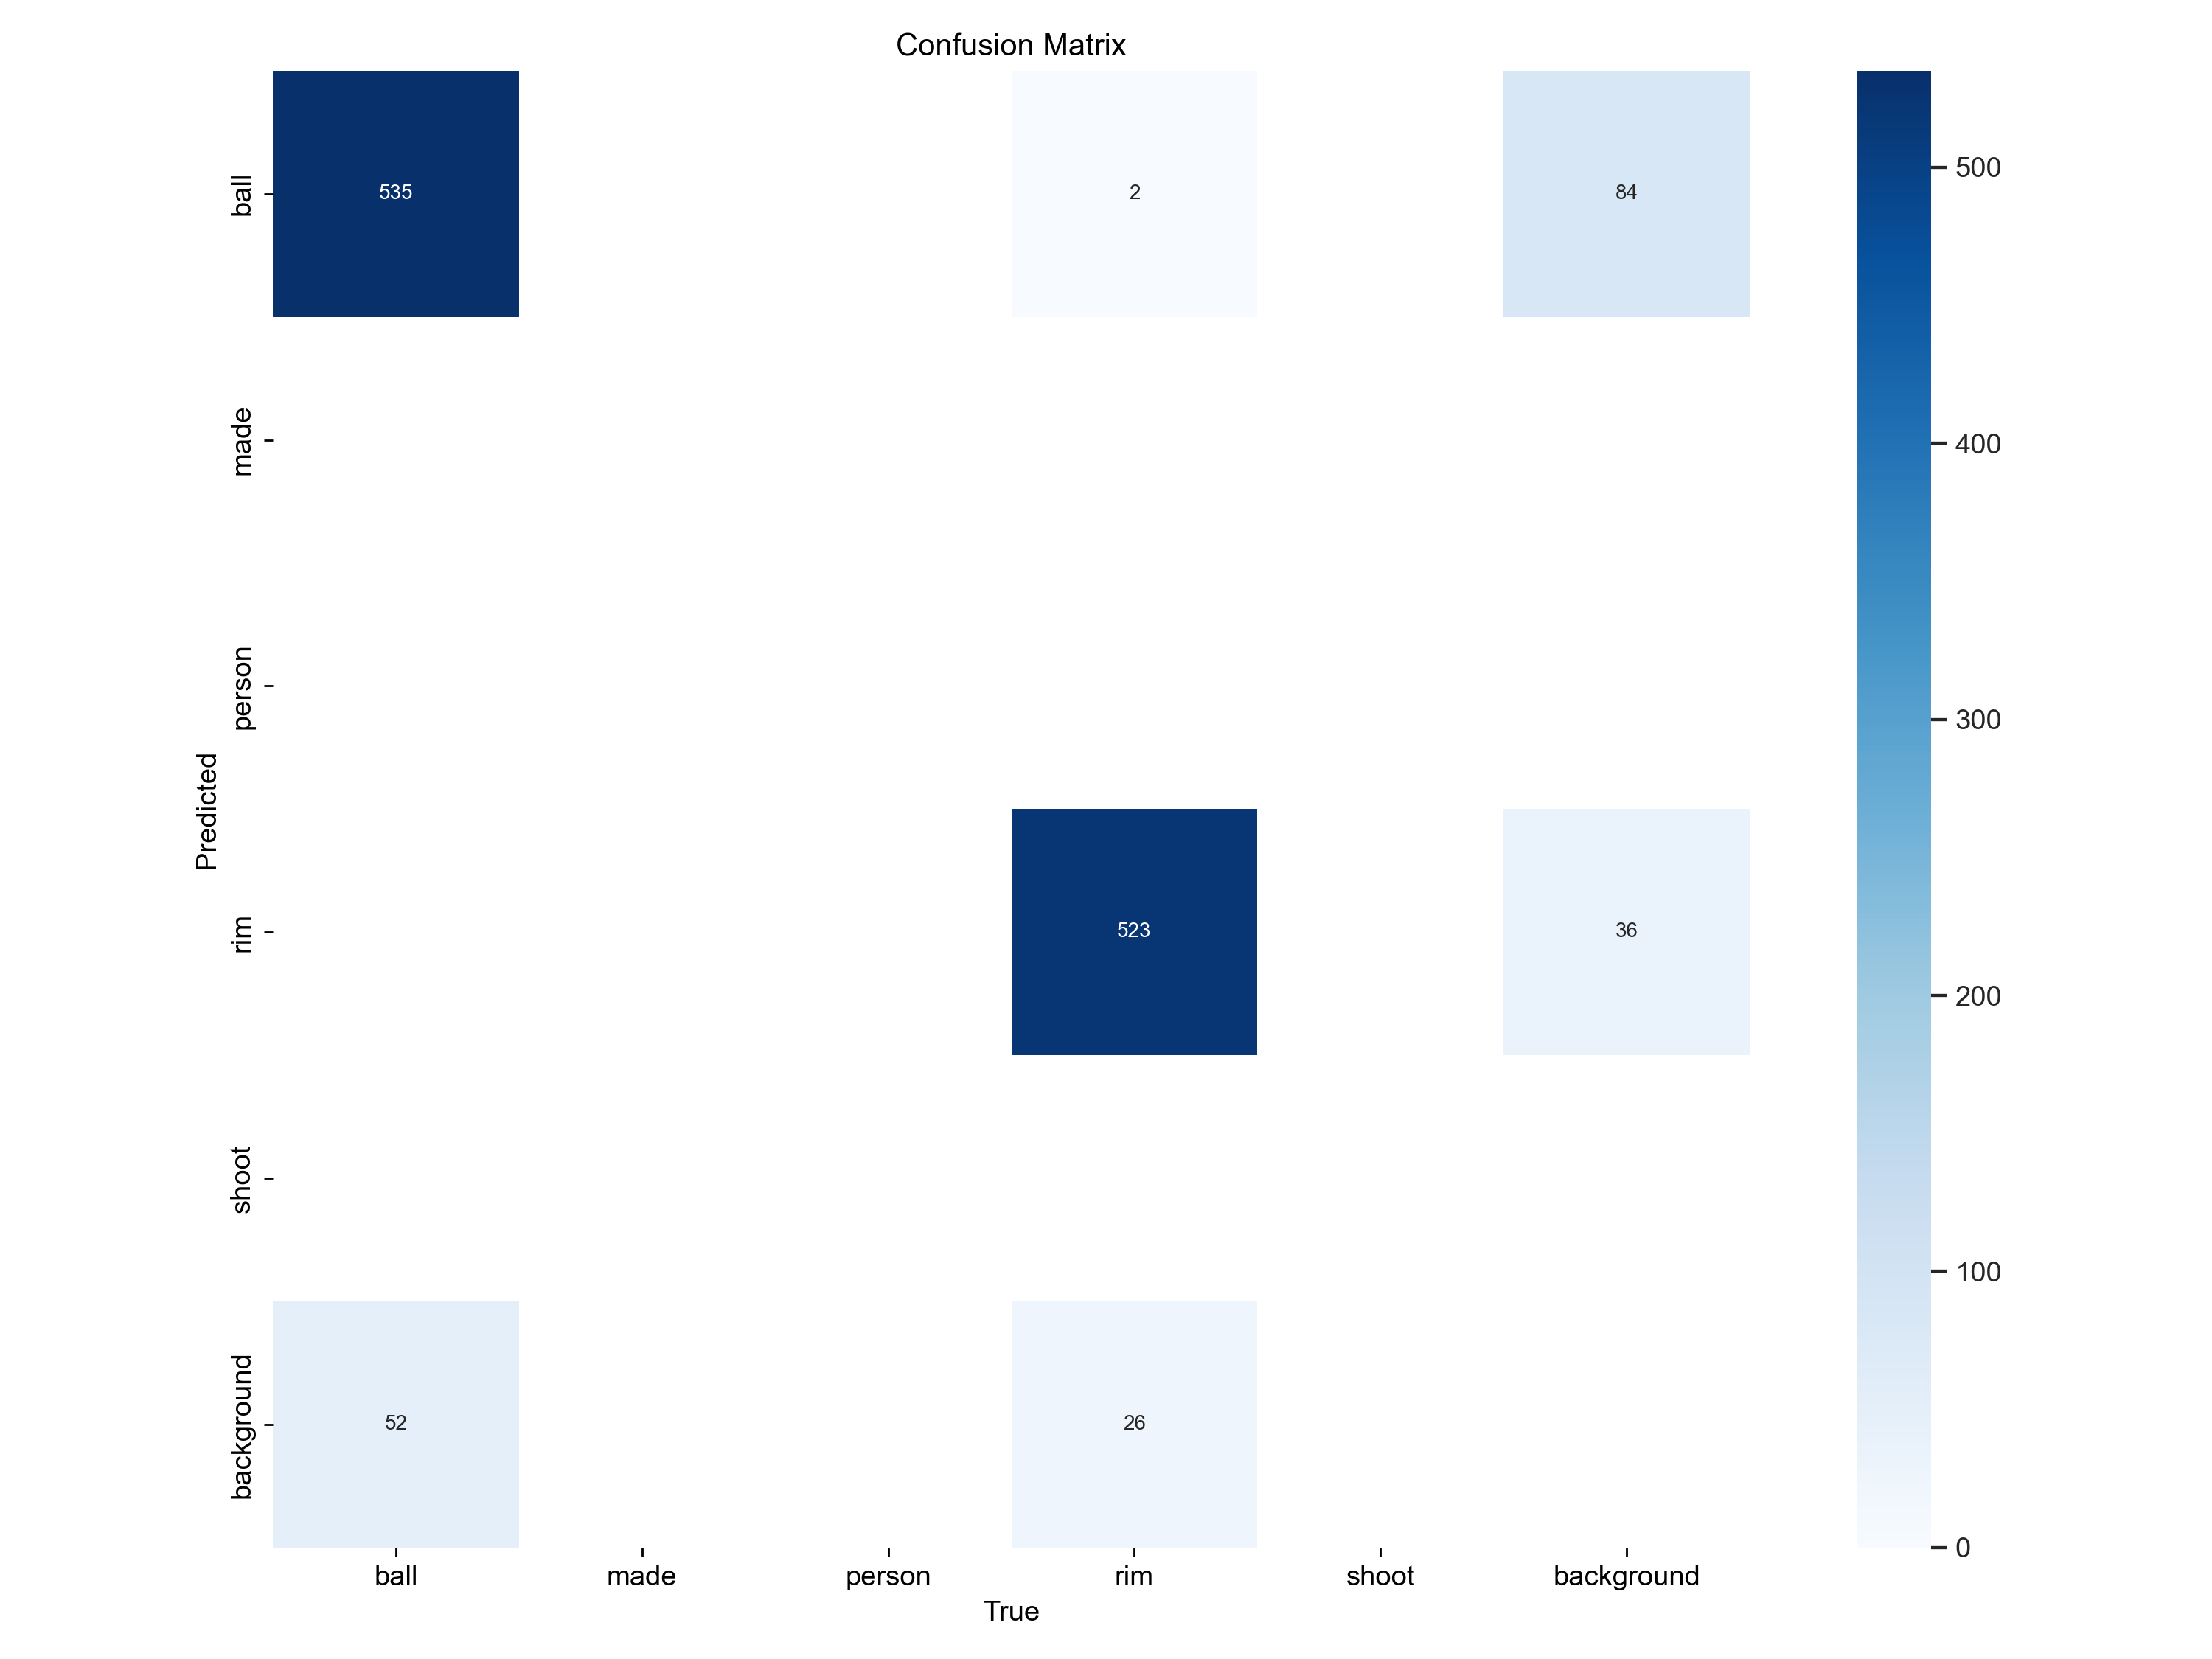 Confusion Matrix
ball
made
person
rim
shoot
background
Predicted
535
2
84
523
36
52
26
ball
made
person
rim
shoot
background
True
500
400
300
200
100
0